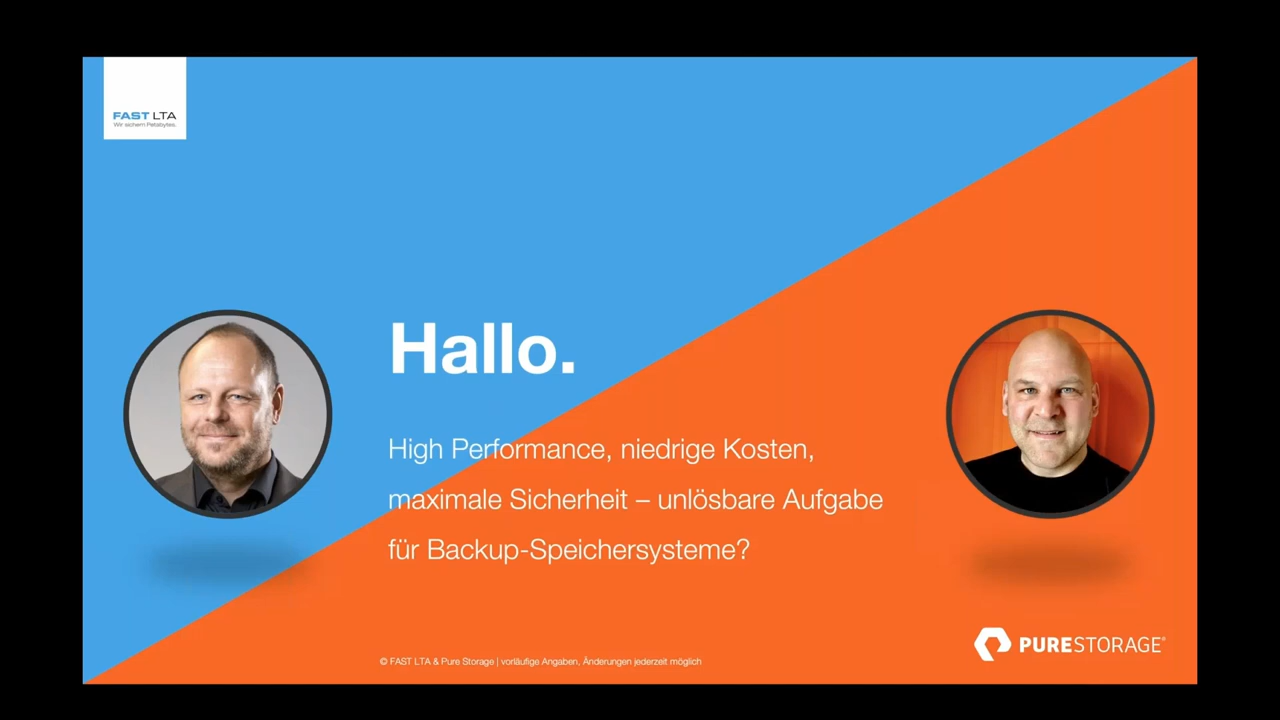 FAST LTA
Wir sichern Petabytes.
Hallo.
High Performance, niedrige Kosten,
maximale Sicherheit – unlösbare Aufgabe
für Backup-Speichersysteme?
© FAST LTA & Pure Storage | vorläufige Angaben, Änderungen jederzeit möglich
PURESTORAGE®